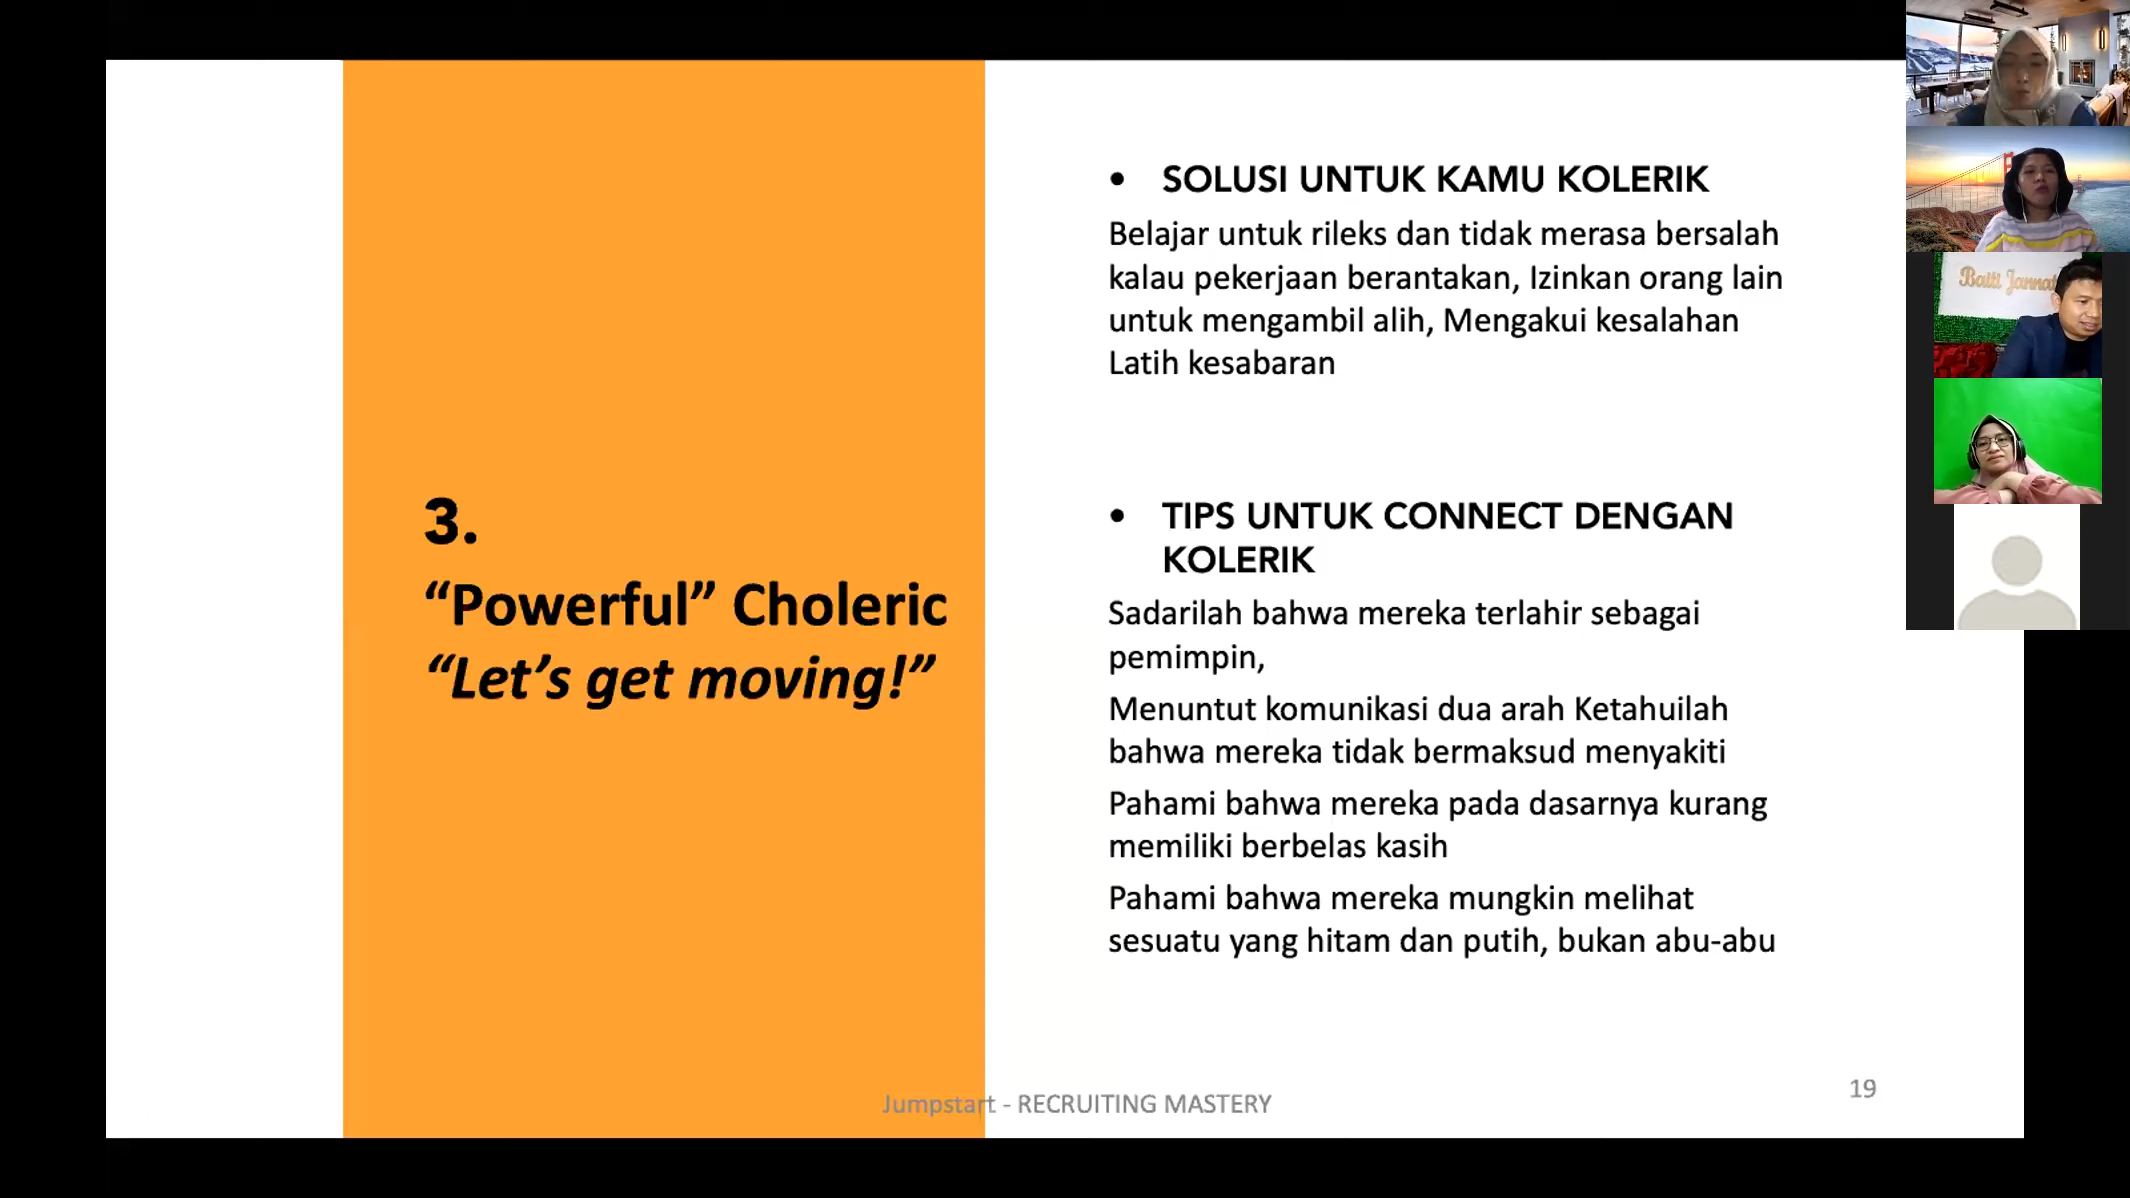 3.
“Powerful” Choleric
“Let’s get moving!”
• SOLUSI UNTUK KAMU KOLERIK
Belajar untuk rileks dan tidak merasa bersalah
kalau pekerjaan berantakan, Izinkan orang lain
untuk mengambil alih, Mengakui kesalahan
Latih kesabaran
• TIPS UNTUK CONNECT DENGAN
KOLERIK
Sadarilah bahwa mereka terlahir sebagai
pemimpin,
Menuntut komunikasi dua arah Ketahuilah
bahwa mereka tidak bermaksud menyakiti
Pahami bahwa mereka pada dasarnya kurang
memiliki berbelas kasih
Pahami bahwa mereka mungkin melihat
sesuatu yang hitam dan putih, bukan abu-abu
Jumpstart - RECRUITING MASTERY
19